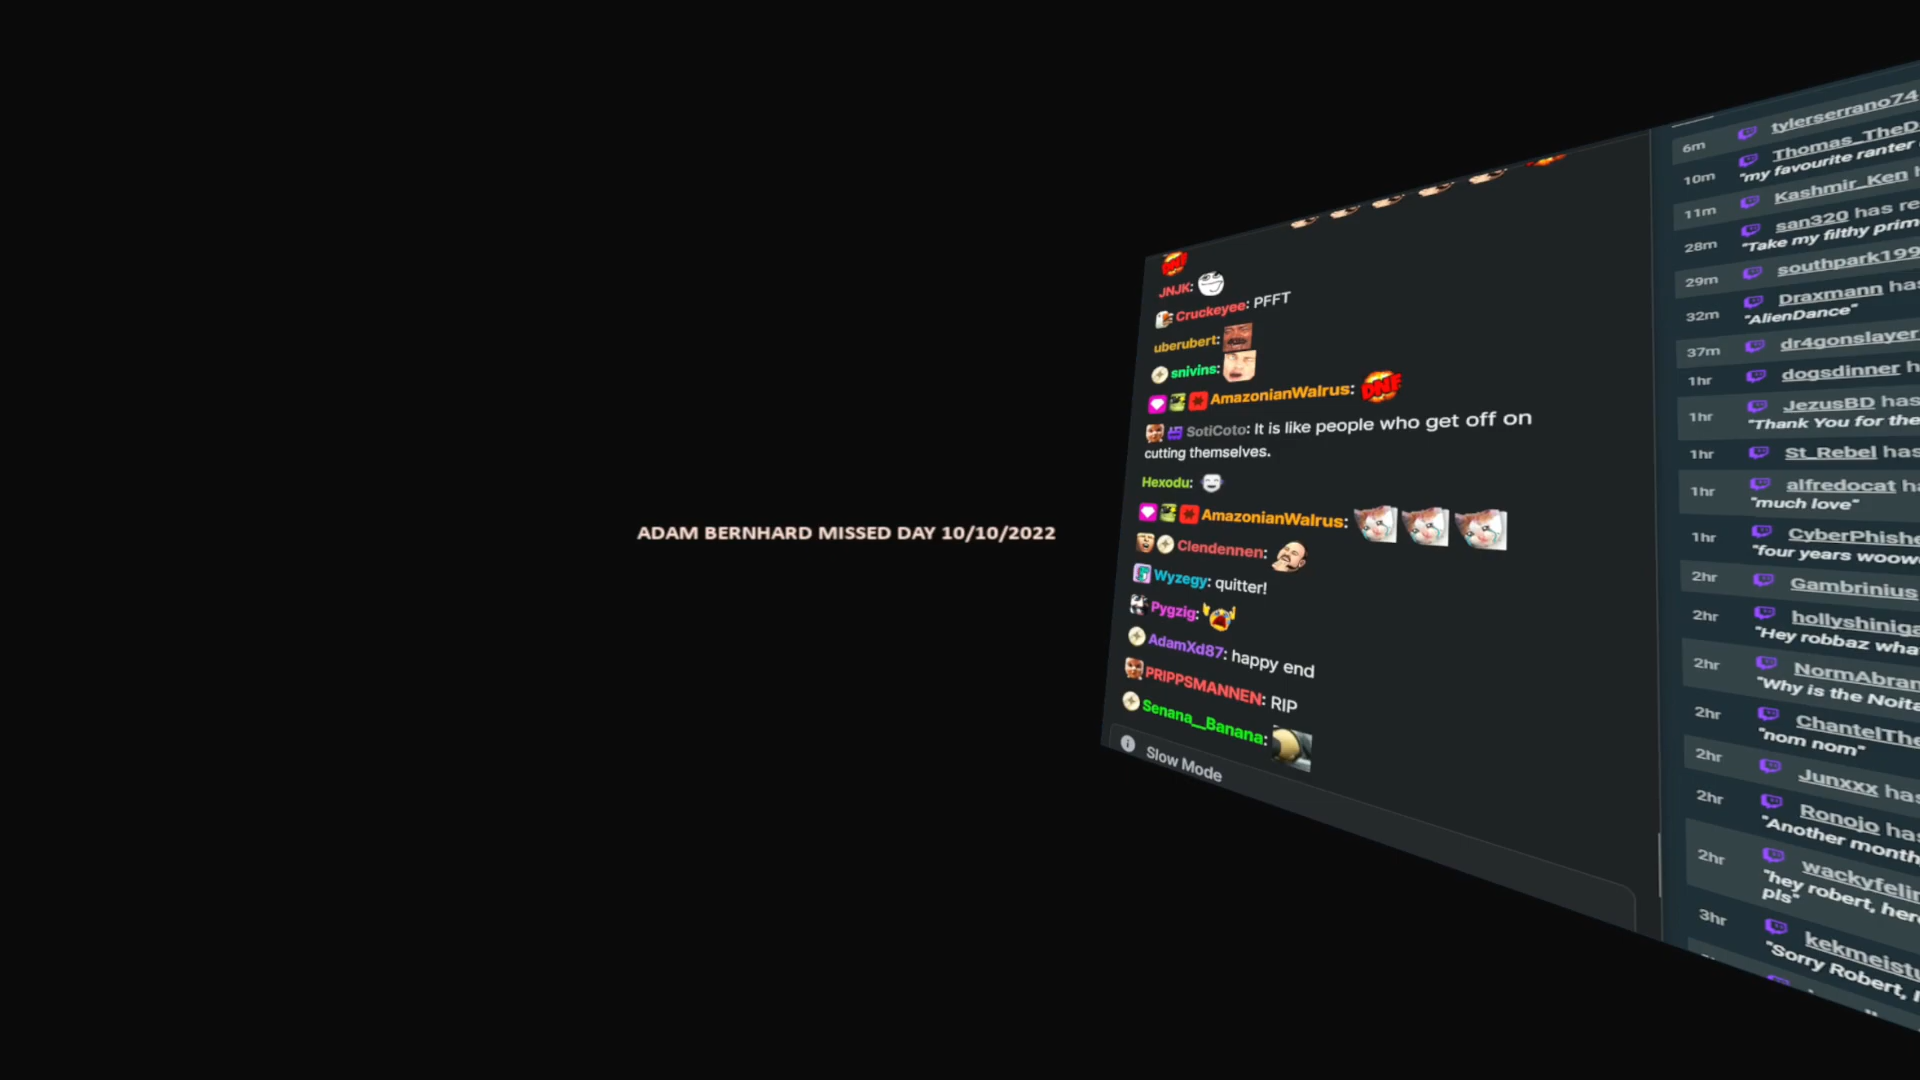 ADAM BERNHARD MISSED DAY 10/10/2022
DNF
JNJK:
Cruckeyee: PFFT
uberubert:
snivins:
AmazonianWalrus: DNF
SotiCoto: It is like people who get off on
cutting themselves.
Hexodu:
AmazonianWalrus:
Clendennen:
Wyzegy: quitter!
Pygzig:
AdamXd87: happy end
PRIPPSMANNEN: RIP
Senana__Banana:
Slow Mode
6m tylerserrano74
10m Thomas_TheD
"my favourite ranter
11m Kashmir_Ken
28m san320 has re
"Take my filthy prim
29m southpark199
32m Draxmann has
"AlienDance"
37m dr4gonslayer
1hr dogsdinner h
1hr JezusBD has
"Thank You for the
1hr St_Rebel has
1hr alfredocat ha
"much love"
1hr CyberPhishe
"four years woow
2hr Gambrinius
2hr hollyshiniga
"Hey robbaz wha
2hr NormAbran
"Why is the Noita
2hr ChantelThe
"nom nom"
2hr Junxxx has
2hr Ronojo has
"Another month
2hr wackyfelin
"hey robert, here
pls"
3hr kekmeistu
"Sorry Robert, I